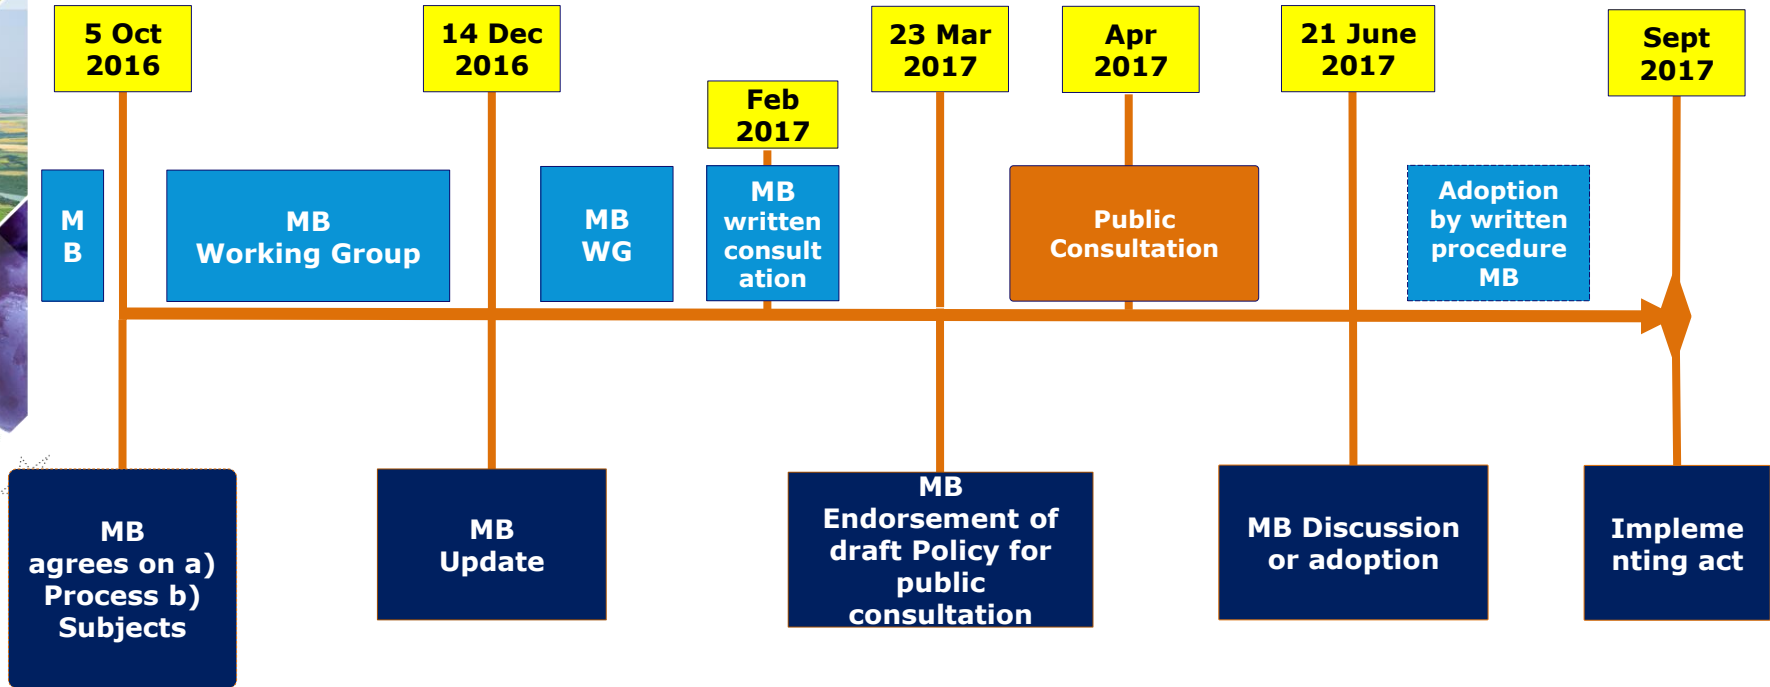 5 Oct
2016
14 Dec
2016
23 Mar
2017
Apr
2017
21 June
2017
Sept
2017
Feb
2017
M
B
MB
Working Group
MB
WG
MB
written
consult
ation
Public
Consultation
Adoption
by written
procedure
MB
MB
agrees on a)
Process b)
Subjects
MB
Update
MB
Endorsement of
draft Policy for
public
consultation
MB Discussion
or adoption
Impleme
nting act